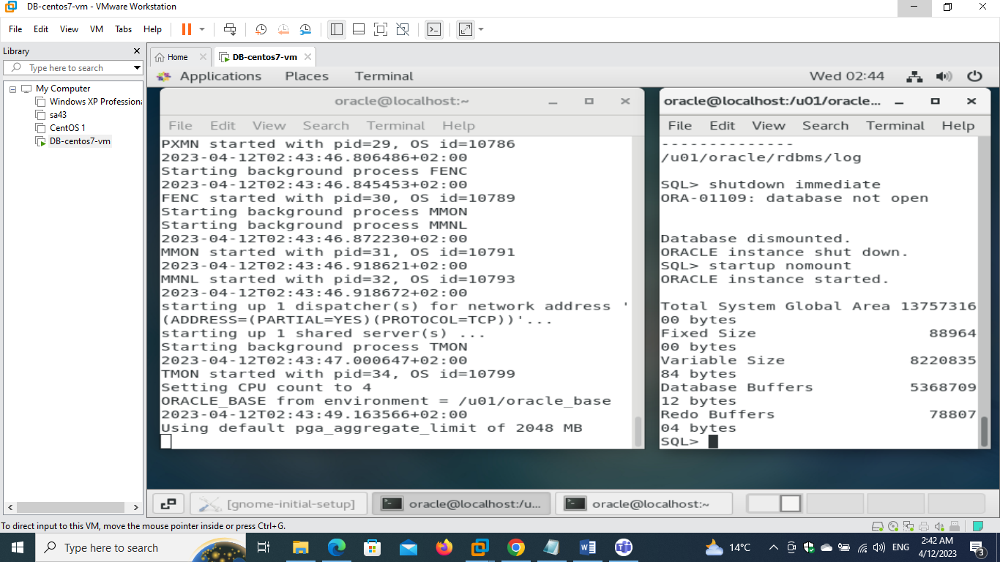 DB-centos7-vm - VMware Workstation
File Edit View VM Tabs Help
Library
Type here to search
My Computer
Windows XP Professiona
sa43
CentOS 1
DB-centos7-vm
Home
DB-centos7-vm
Applications Places Terminal
Wed 02:44
oracle@localhost:~
File Edit View Search Terminal Help
PXMN started with pid=29, OS id=10786
2023-04-12T02:43:46.806486+02:00
Starting background process FENC
2023-04-12T02:43:46.845453+02:00
FENC started with pid=30, OS id=10789
Starting background process MMON
Starting background process MMNL
2023-04-12T02:43:46.872230+02:00
MMON started with pid=31, OS id=10791
2023-04-12T02:43:46.918621+02:00
MMNL started with pid=32, OS id=10793
2023-04-12T02:43:46.918672+02:00
starting up 1 dispatcher(s) for network address '
(ADDRESS=(PARTIAL=YES)(PROTOCOL=TCP))'...
starting up 1 shared server(s) ...
Starting background process TMON
2023-04-12T02:43:47.000647+02:00
TMON started with pid=34, OS id=10799
Setting CPU count to 4
ORACLE_BASE from environment = /u01/oracle_base
2023-04-12T02:43:49.163566+02:00
Using default pga_aggregate_limit of 2048 MB
oracle@localhost:/u01/oracle...
File Edit View Search Terminal Help
--------------
/u01/oracle/rdbms/log
SQL> shutdown immediate
ORA-01109: database not open
Database dismounted.
ORACLE instance shut down.
SQL> startup nomount
ORACLE instance started.
Total System Global Area 13757316
00 bytes
Fixed Size 88964
00 bytes
Variable Size 8220835
84 bytes
Database Buffers 5368709
12 bytes
Redo Buffers 78807
04 bytes
SQL>
[gnome-initial-setup]
oracle@localhost:/u...
oracle@localhost:~
To direct input to this VM, move the mouse pointer inside or press Ctrl+G.
Type here to search
14°C
ENG
2:42 AM
4/12/2023
3